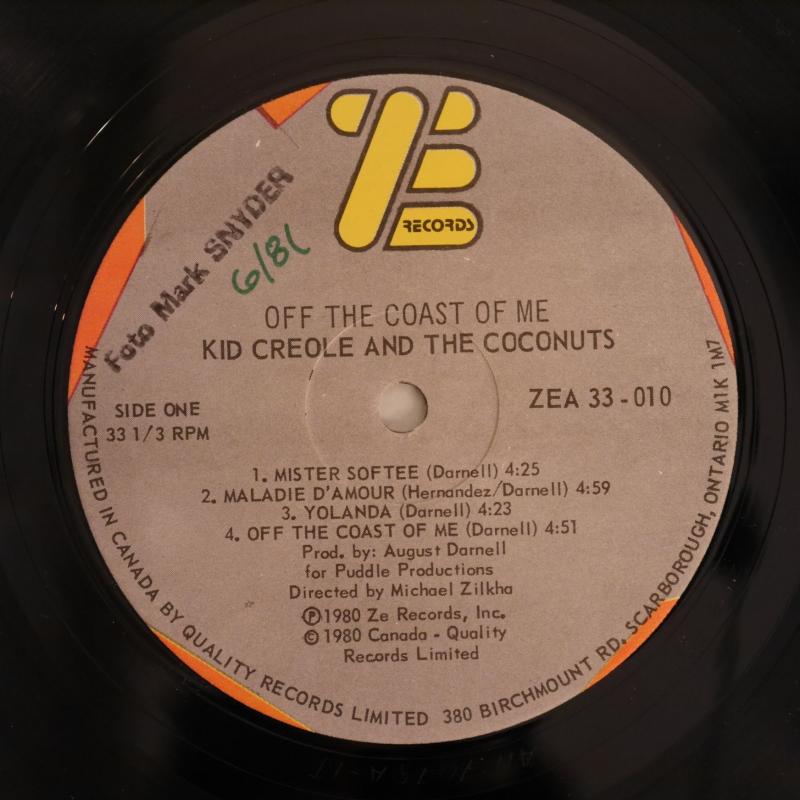 ZE
RECORDS
Foto Mark SNYDER
6/81
OFF THE COAST OF ME
KID CREOLE AND THE COCONUTS
SIDE ONE
33 1/3 RPM
ZEA 33-010
1. MISTER SOFTEE (Darnell) 4:25
2. MALADIE D'AMOUR (Hernandez/Darnell) 4:59
3. YOLANDA (Darnell) 4:23
4. OFF THE COAST OF ME (Darnell) 4:51
Prod. by: August Darnell
for Puddle Productions
Directed by Michael Zilkha
℗1980 Ze Records, Inc.
©1980 Canada - Quality
Records Limited
MANUFACTURED IN CANADA BY QUALITY RECORDS LIMITED 380 BIRCHMOUNT RD. SCARBOROUGH, ONTARIO M1K 1M7